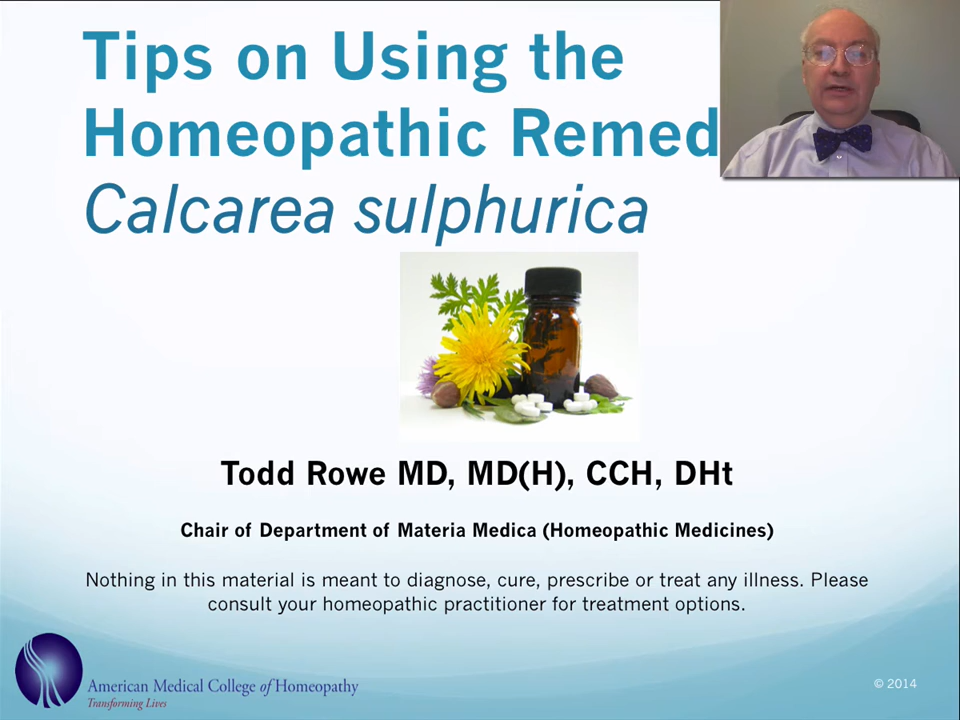 Tips on Using the
Homeopathic Remed
Calcarea sulphurica
Todd Rowe MD, MD(H), CCH, DHt
Chair of Department of Materia Medica (Homeopathic Medicines)
Nothing in this material is meant to diagnose, cure, prescribe or treat any illness. Please
consult your homeopathic practitioner for treatment options.
American Medical College of Homeopathy
Transforming Lives
© 2014